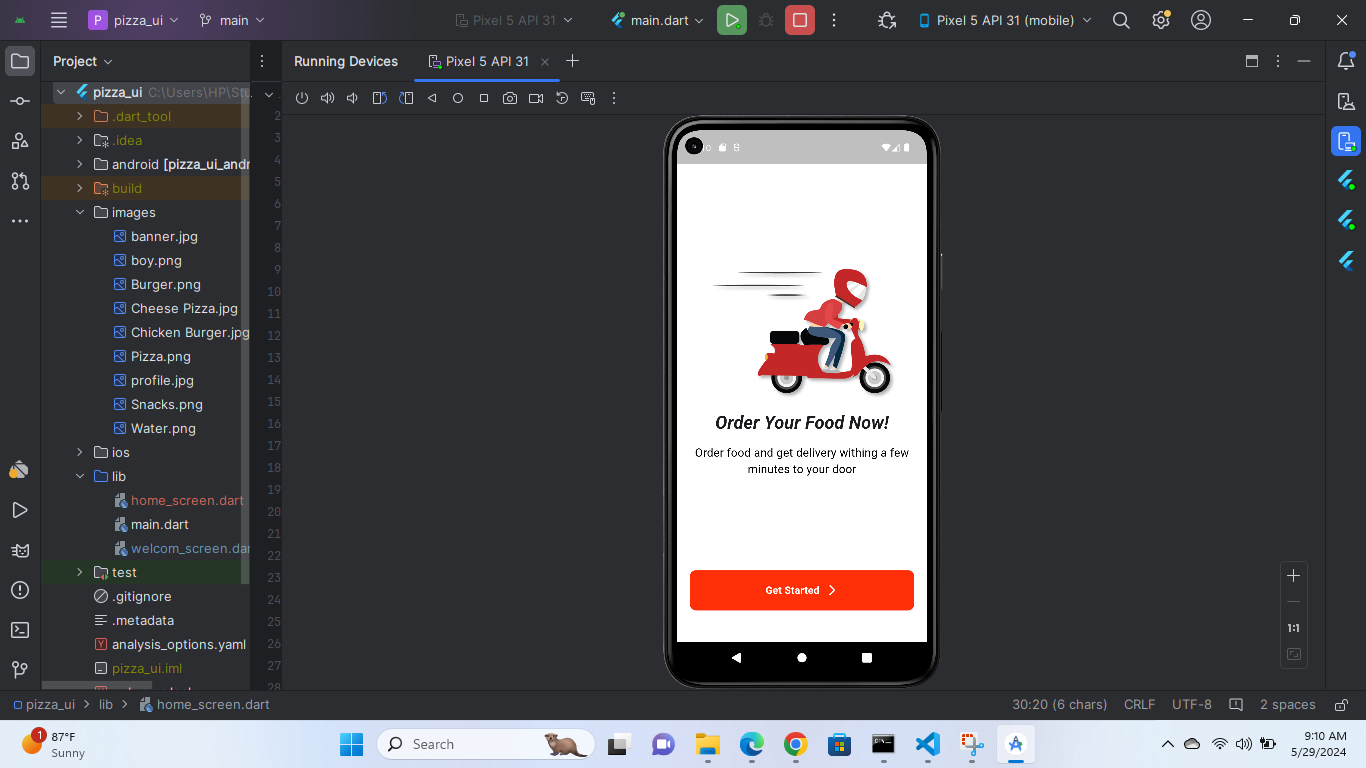 P pizza_ui main Pixel 5 API 31 main.dart Pixel 5 API 31 (mobile)
Project Running Devices Pixel 5 API 31
pizza_ui C:\Users\HP\Stu
.dart_tool
.idea
android [pizza_ui_andr
build
images
banner.jpg
boy.png
Burger.png
Cheese Pizza.jpg
Chicken Burger.jpg
Pizza.png
profile.jpg
Snacks.png
Water.png
ios
lib
home_screen.dart
main.dart
welcom_screen.dar
test
.gitignore
.metadata
analysis_options.yaml
pizza_ui.iml
2
3
4
5
6
7
8
9
10
11
12
13
14
15
16
17
18
19
20
21
22
23
24
25
26
27
28
Order Your Food Now!
Order food and get delivery withing a few
minutes to your door
Get Started
1:1
pizza_ui lib home_screen.dart 30:20 (6 chars) CRLF UTF-8 2 spaces
1 87°F
Sunny
Search
9:10 AM
5/29/2024